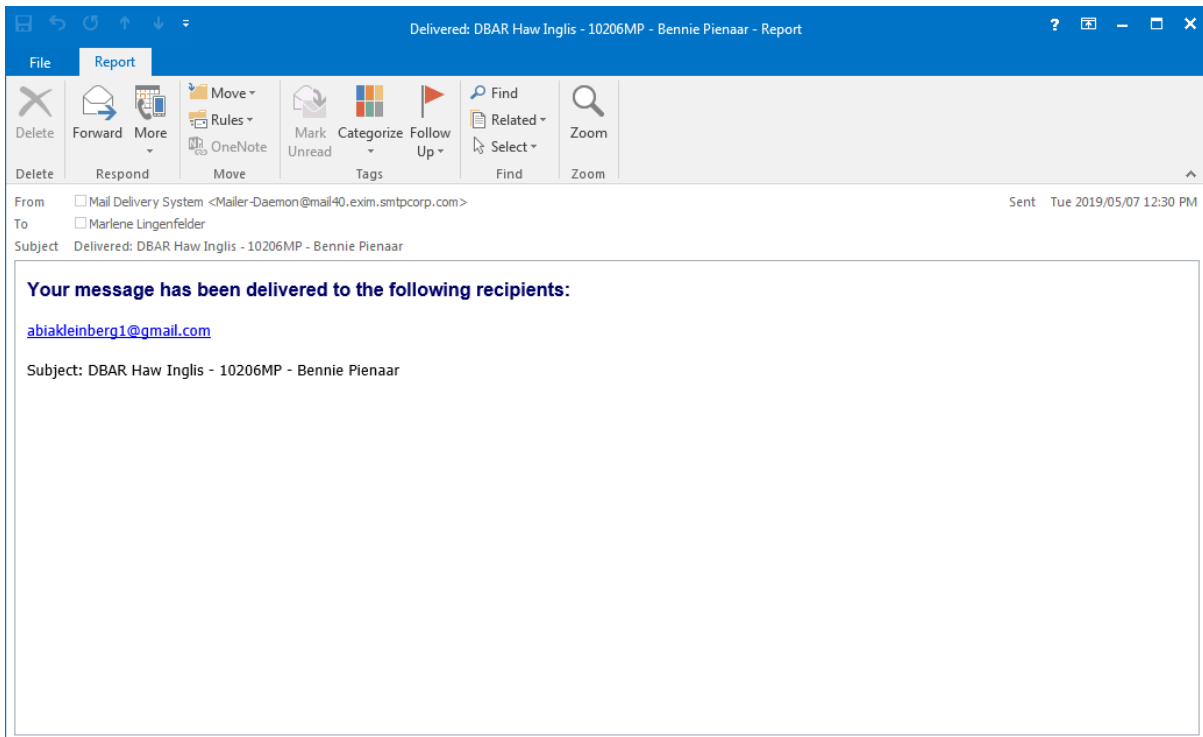 Delivered: DBAR Haw Inglis - 10206MP - Bennie Pienaar - Report
File Report
Delete Forward More Move Rules OneNote Mark Unread Categorize Follow Up Find Related Select Zoom
Delete Respond Move Tags Find Zoom
From Mail Delivery System <Mailer-Daemon@mail40.exim.smtpcorp.com> Sent Tue 2019/05/07 12:30 PM
To Marlene Lingenfelder
Subject Delivered: DBAR Haw Inglis - 10206MP - Bennie Pienaar
Your message has been delivered to the following recipients:
abiakleinberg1@gmail.com
Subject: DBAR Haw Inglis - 10206MP - Bennie Pienaar